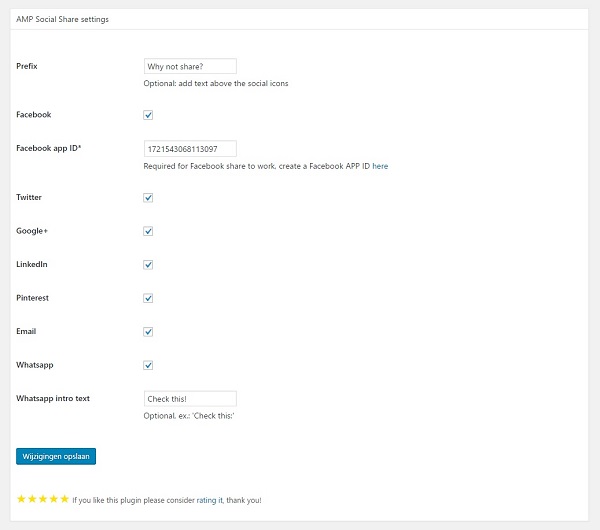 AMP Social Share settings
Prefix
Why not share?
Optional: add text above the social icons
Facebook
Facebook app ID*
1721543068113097
Required for Facebook share to work, create a Facebook APP ID here
Twitter
Google+
LinkedIn
Pinterest
Email
Whatsapp
Whatsapp intro text
Check this!
Optional, ex.: 'Check this:'
Wijzigingen opslaan
If you like this plugin please consider rating it, thank you!